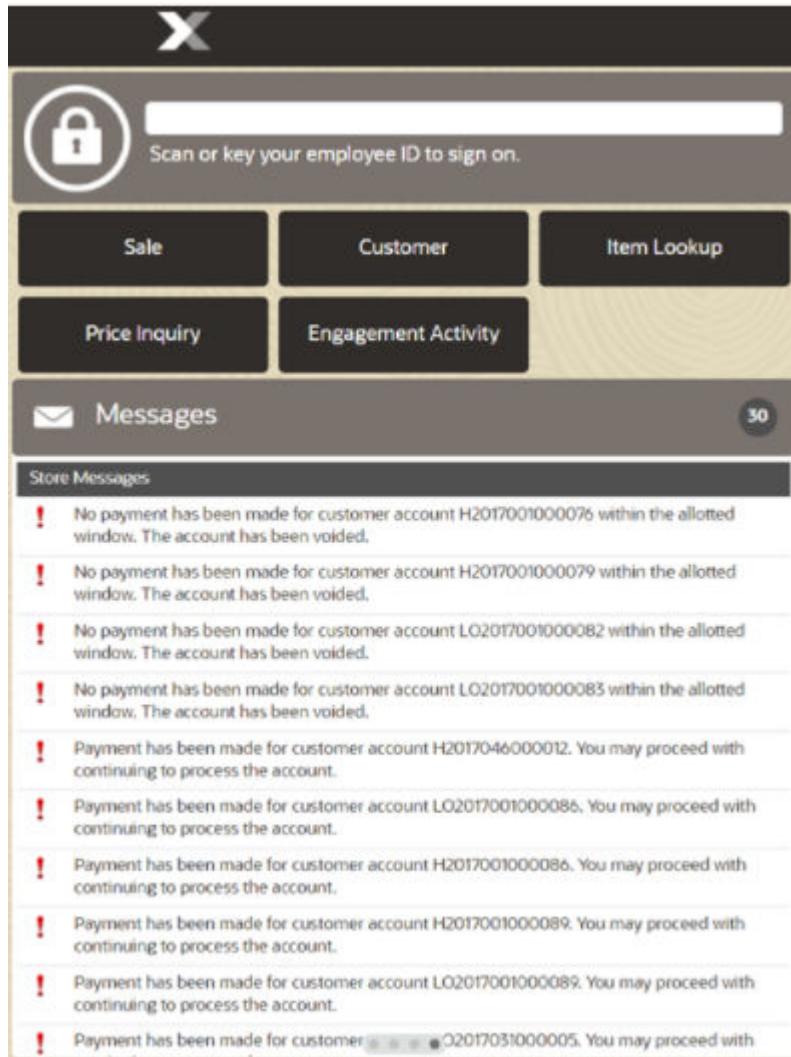 Scan or key your employee ID to sign on.
Sale
Customer
Item Lookup
Price Inquiry
Engagement Activity
Messages
30
Store Messages
No payment has been made for customer account H2017001000076 within the allotted
window. The account has been voided.
No payment has been made for customer account H2017001000079 within the allotted
window. The account has been voided.
No payment has been made for customer account LO2017001000082 within the allotted
window. The account has been voided.
No payment has been made for customer account LO2017001000083 within the allotted
window. The account has been voided.
Payment has been made for customer account H2017046000012. You may proceed with
continuing to process the account.
Payment has been made for customer account LO2017001000086. You may proceed with
continuing to process the account.
Payment has been made for customer account H2017001000086. You may proceed with
continuing to process the account.
Payment has been made for customer account H2017001000089. You may proceed with
continuing to process the account.
Payment has been made for customer account LO2017001000089. You may proceed with
continuing to process the account.
Payment has been made for customer O2017031000005. You may proceed with